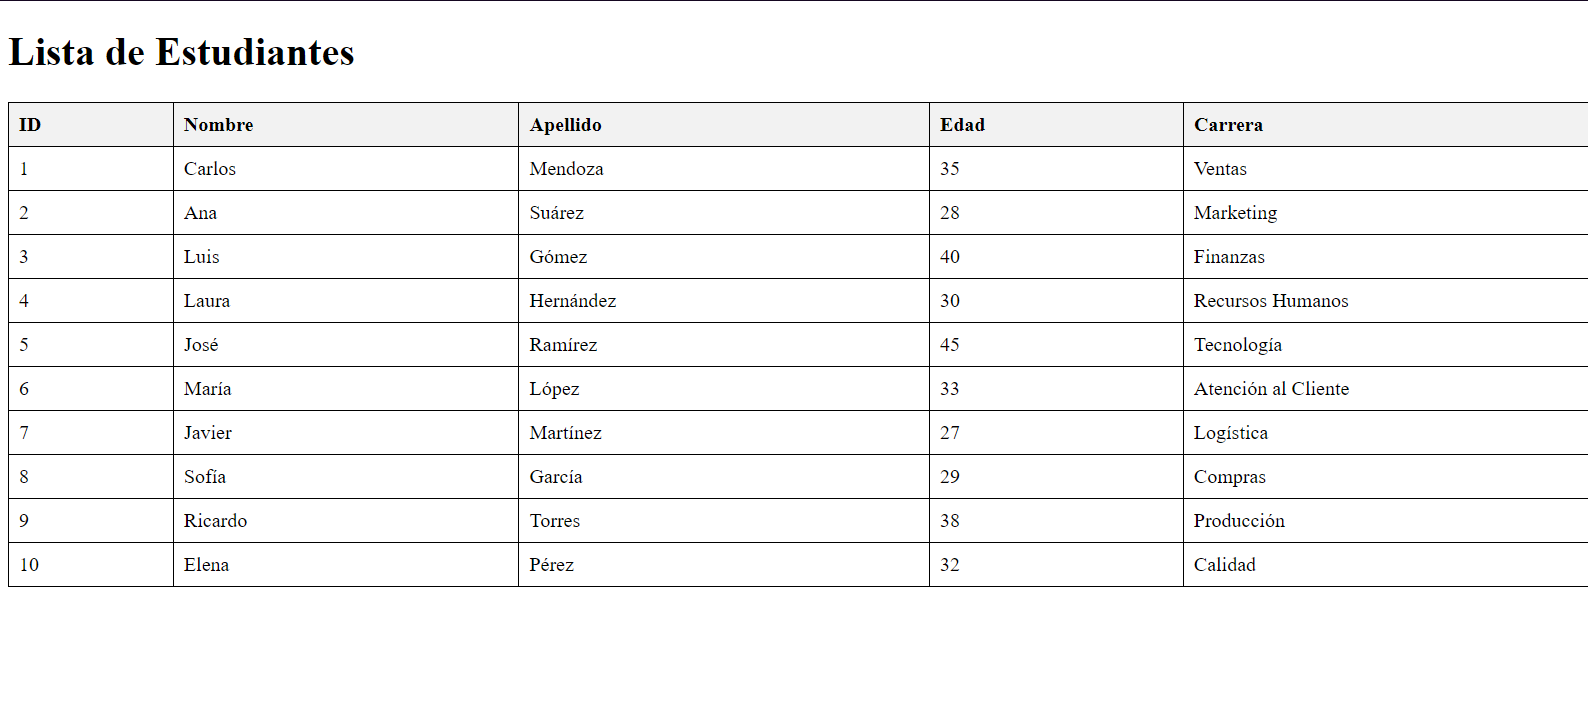 Lista de Estudiantes
ID Nombre Apellido Edad Carrera
1 Carlos Mendoza 35 Ventas
2 Ana Suárez 28 Marketing
3 Luis Gómez 40 Finanzas
4 Laura Hernández 30 Recursos Humanos
5 José Ramírez 45 Tecnología
6 María López 33 Atención al Cliente
7 Javier Martínez 27 Logística
8 Sofía García 29 Compras
9 Ricardo Torres 38 Producción
10 Elena Pérez 32 Calidad